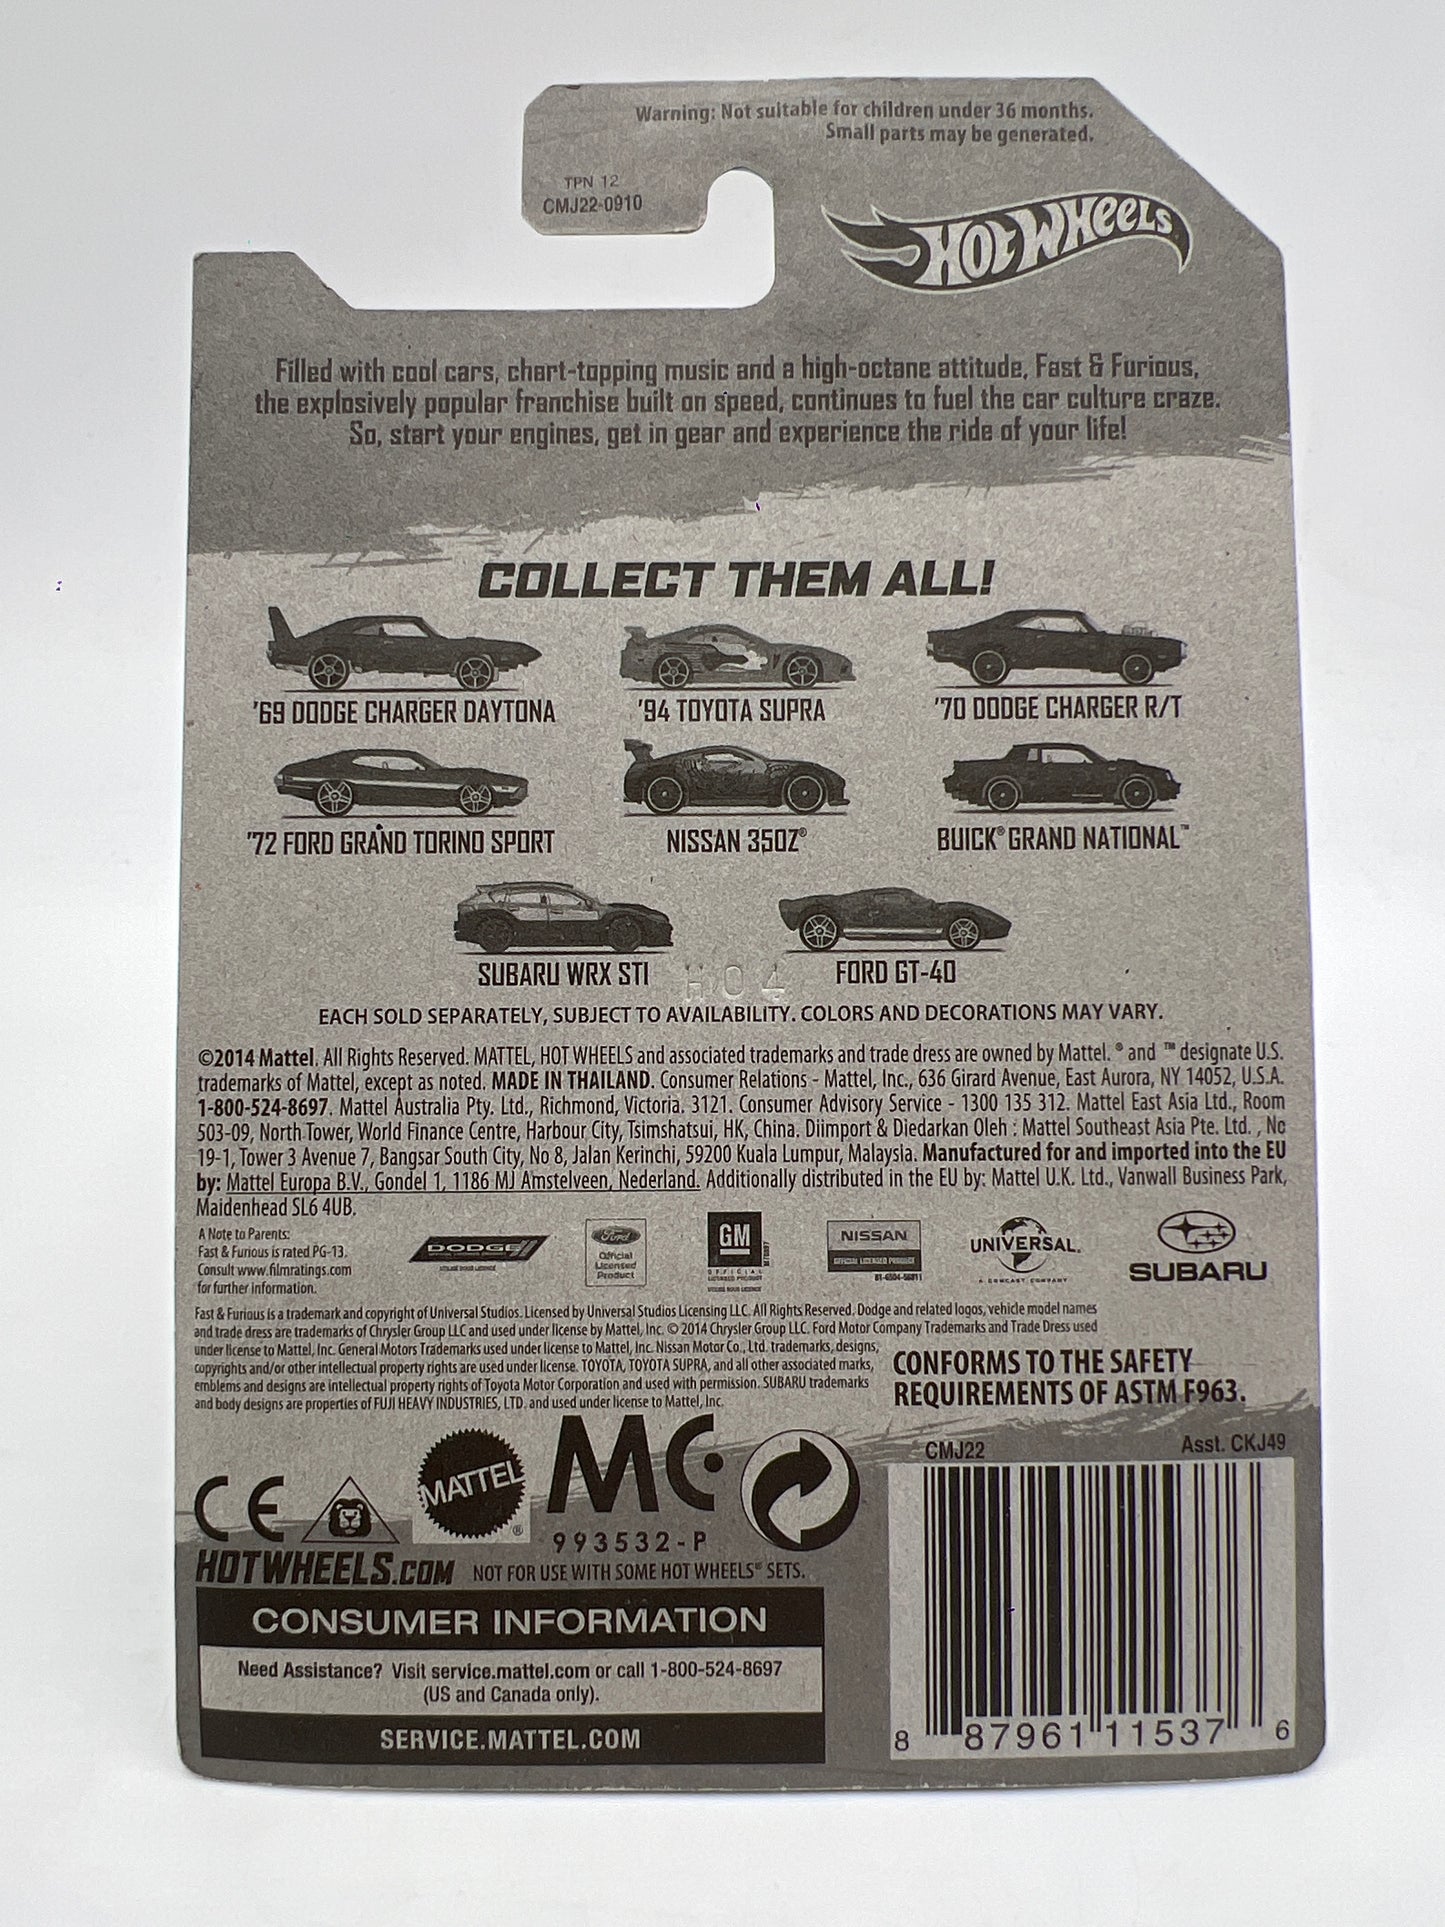 Warning: Not suitable for children under 36 months.
Small parts may be generated.
TPN 12
CMJ22-0910
HOT WHEELS
Filled with cool cars, chart-topping music and a high-octane attitude, Fast & Furious,
the explosively popular franchise built on speed, continues to fuel the car culture craze.
So, start your engines, get in gear and experience the ride of your life!
COLLECT THEM ALL!
'69 DODGE CHARGER DAYTONA
'94 TOYOTA SUPRA
'70 DODGE CHARGER R/T
'72 FORD GRAND TORINO SPORT
NISSAN 350Z®
BUICK® GRAND NATIONAL™
SUBARU WRX STI
H04
FORD GT-40
EACH SOLD SEPARATELY, SUBJECT TO AVAILABILITY. COLORS AND DECORATIONS MAY VARY.
©2014 Mattel. All Rights Reserved. MATTEL, HOT WHEELS and associated trademarks and trade dress are owned by Mattel. ® and ™ designate U.S.
trademarks of Mattel, except as noted. MADE IN THAILAND. Consumer Relations - Mattel, Inc., 636 Girard Avenue, East Aurora, NY 14052, U.S.A.
1-800-524-8697. Mattel Australia Pty. Ltd., Richmond, Victoria. 3121. Consumer Advisory Service - 1300 135 312. Mattel East Asia Ltd., Room
503-09, North Tower, World Finance Centre, Harbour City, Tsimshatsui, HK, China. Diimport & Diedarkan Oleh : Mattel Southeast Asia Pte. Ltd. , No
19-1, Tower 3 Avenue 7, Bangsar South City, No 8, Jalan Kerinchi, 59200 Kuala Lumpur, Malaysia. Manufactured for and imported into the EU
by: Mattel Europa B.V., Gondel 1, 1186 MJ Amstelveen, Nederland. Additionally distributed in the EU by: Mattel U.K. Ltd., Vanwall Business Park,
Maidenhead SL6 4UB.
A Note to Parents:
Fast & Furious is rated PG-13.
Consult www.filmratings.com
for further information.
DODGE
Ford
Official
Licensed
Product
GM
OFFICIAL
LICENSED PRODUCT
NISSAN
OFFICIAL LICENSED PRODUCT
01-6504-56811
UNIVERSAL.
A COMCAST COMPANY
SUBARU
Fast & Furious is a trademark and copyright of Universal Studios. Licensed by Universal Studios Licensing LLC. All Rights Reserved. Dodge and related logos, vehicle model names
and trade dress are trademarks of Chrysler Group LLC and used under license by Mattel, Inc. © 2014 Chrysler Group LLC. Ford Motor Company Trademarks and Trade Dress used
under license to Mattel, Inc. General Motors Trademarks used under license to Mattel, Inc. Nissan Motor Co., Ltd. trademarks, designs,
copyrights and/or other intellectual property rights are used under license. TOYOTA, TOYOTA SUPRA, and all other associated marks,
emblems and designs are intellectual property rights of Toyota Motor Corporation and used with permission. SUBARU trademarks
and body designs are properties of FUJI HEAVY INDUSTRIES, LTD. and used under license to Mattel, Inc.
CONFORMS TO THE SAFETY
REQUIREMENTS OF ASTM F963.
CE
MATTEL®
MC
993532-P
CMJ22
Asst. CKJ49
HOTWHEELS.COM
NOT FOR USE WITH SOME HOT WHEELS® SETS.
CONSUMER INFORMATION
Need Assistance? Visit service.mattel.com or call 1-800-524-8697
(US and Canada only).
SERVICE.MATTEL.COM
8 87961 11537 6